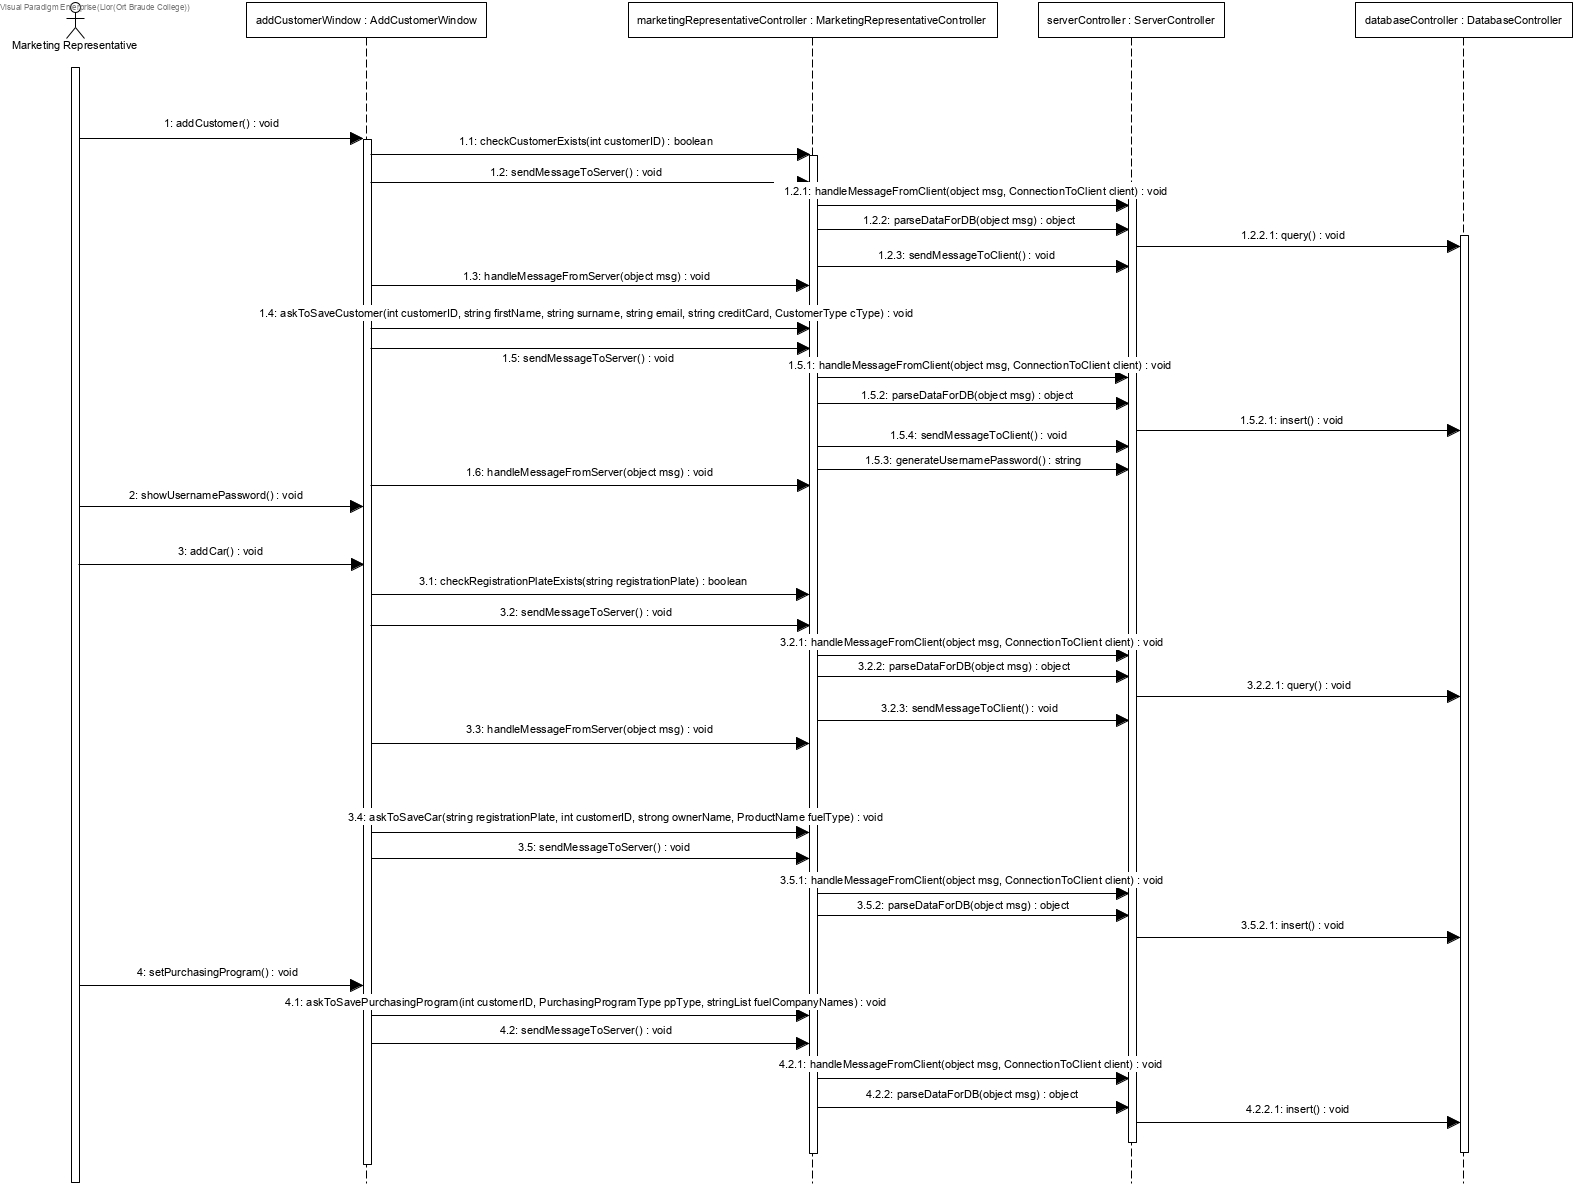 Visual Paradigm Enterprise(Lior(Ort Braude College))
Marketing Representative
addCustomerWindow : AddCustomerWindow
marketingRepresentativeController : MarketingRepresentativeController
serverController : ServerController
databaseController : DatabaseController
1: addCustomer() : void
1.1: checkCustomerExists(int customerID) : boolean
1.2: sendMessageToServer() : void
1.2.1: handleMessageFromClient(object msg, ConnectionToClient client) : void
1.2.2: parseDataForDB(object msg) : object
1.2.2.1: query() : void
1.2.3: sendMessageToClient() : void
1.3: handleMessageFromServer(object msg) : void
1.4: askToSaveCustomer(int customerID, string firstName, string surname, string email, string creditCard, CustomerType cType) : void
1.5: sendMessageToServer() : void
1.5.1: handleMessageFromClient(object msg, ConnectionToClient client) : void
1.5.2: parseDataForDB(object msg) : object
1.5.2.1: insert() : void
1.5.4: sendMessageToClient() : void
1.5.3: generateUsernamePassword() : string
1.6: handleMessageFromServer(object msg) : void
2: showUsernamePassword() : void
3: addCar() : void
3.1: checkRegistrationPlateExists(string registrationPlate) : boolean
3.2: sendMessageToServer() : void
3.2.1: handleMessageFromClient(object msg, ConnectionToClient client) : void
3.2.2: parseDataForDB(object msg) : object
3.2.2.1: query() : void
3.2.3: sendMessageToClient() : void
3.3: handleMessageFromServer(object msg) : void
3.4: askToSaveCar(string registrationPlate, int customerID, strong ownerName, ProductName fuelType) : void
3.5: sendMessageToServer() : void
3.5.1: handleMessageFromClient(object msg, ConnectionToClient client) : void
3.5.2: parseDataForDB(object msg) : object
3.5.2.1: insert() : void
4: setPurchasingProgram() : void
4.1: askToSavePurchasingProgram(int customerID, PurchasingProgramType ppType, stringList fuelCompanyNames) : void
4.2: sendMessageToServer() : void
4.2.1: handleMessageFromClient(object msg, ConnectionToClient client) : void
4.2.2: parseDataForDB(object msg) : object
4.2.2.1: insert() : void